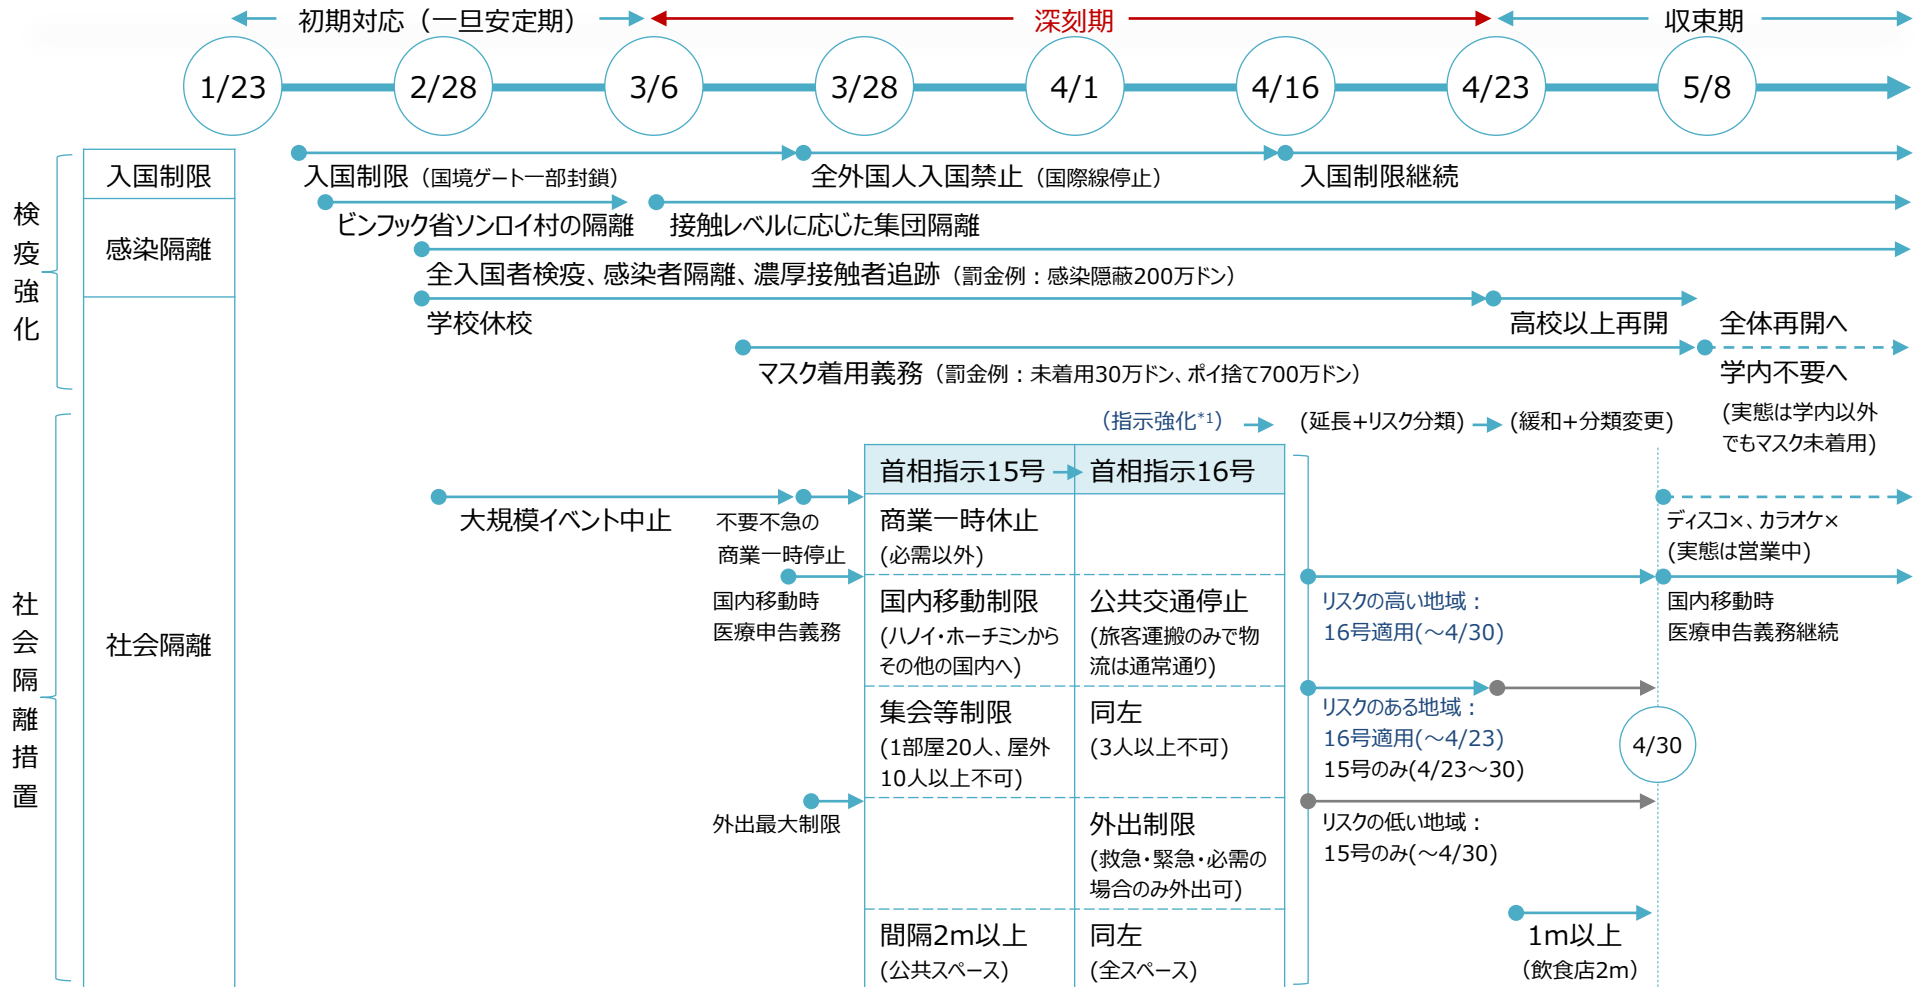 初期対応（一旦安定期）
深刻期
収束期
1/23
2/28
3/6
3/28
4/1
4/16
4/23
5/8
検疫強化
入国制限
入国制限（国境ゲート一部封鎖）
全外国人入国禁止（国際線停止）
入国制限継続
感染隔離
ビンフック省ソンロイ村の隔離
接触レベルに応じた集団隔離
全入国者検疫、感染者隔離、濃厚接触者追跡（罰金例：感染隠蔽200万ドン）
学校休校
高校以上再開
全体再開へ
マスク着用義務（罰金例：未着用30万ドン、ポイ捨て700万ドン）
学内不要へ
(実態は学内以外
でもマスク未着用)
社会隔離措置
社会隔離
（指示強化*1）
(延長+リスク分類)
(緩和+分類変更)
首相指示15号
首相指示16号
大規模イベント中止
不要不急の
商業一時停止
商業一時休止
(必需以外)
ディスコ×、カラオケ×
(実態は営業中)
国内移動時
医療申告義務
国内移動制限
(ハノイ・ホーチミンから
その他の国内へ)
公共交通停止
(旅客運搬のみで物
流は通常通り)
リスクの高い地域：
16号適用(～4/30)
国内移動時
医療申告義務継続
集会等制限
(1部屋20人、屋外
10人以上不可)
同左
(3人以上不可)
リスクのある地域：
16号適用(～4/23)
15号のみ(4/23～30)
4/30
外出最大制限
外出制限
(救急・緊急・必需の
場合のみ外出可)
リスクの低い地域：
15号のみ(～4/30)
間隔2m以上
(公共スペース)
同左
(全スペース)
1m以上
（飲食店2m）